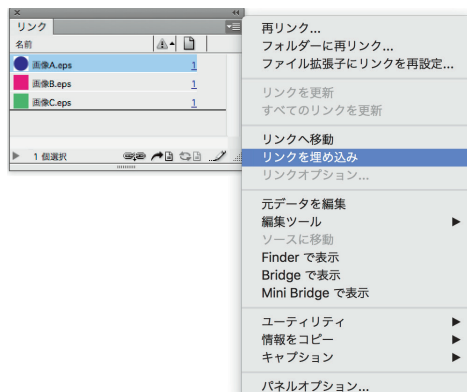 リンク
名前
画像A.eps 1
画像B.eps 1
画像C.eps 1
1 個選択
再リンク...
フォルダーに再リンク...
ファイル拡張子にリンクを再設定...
リンクを更新
すべてのリンクを更新
リンクへ移動
リンクを埋め込み
リンクオプション...
元データを編集
編集ツール
ソースに移動
Finder で表示
Bridge で表示
Mini Bridge で表示
ユーティリティ
情報をコピー
キャプション
パネルオプション...